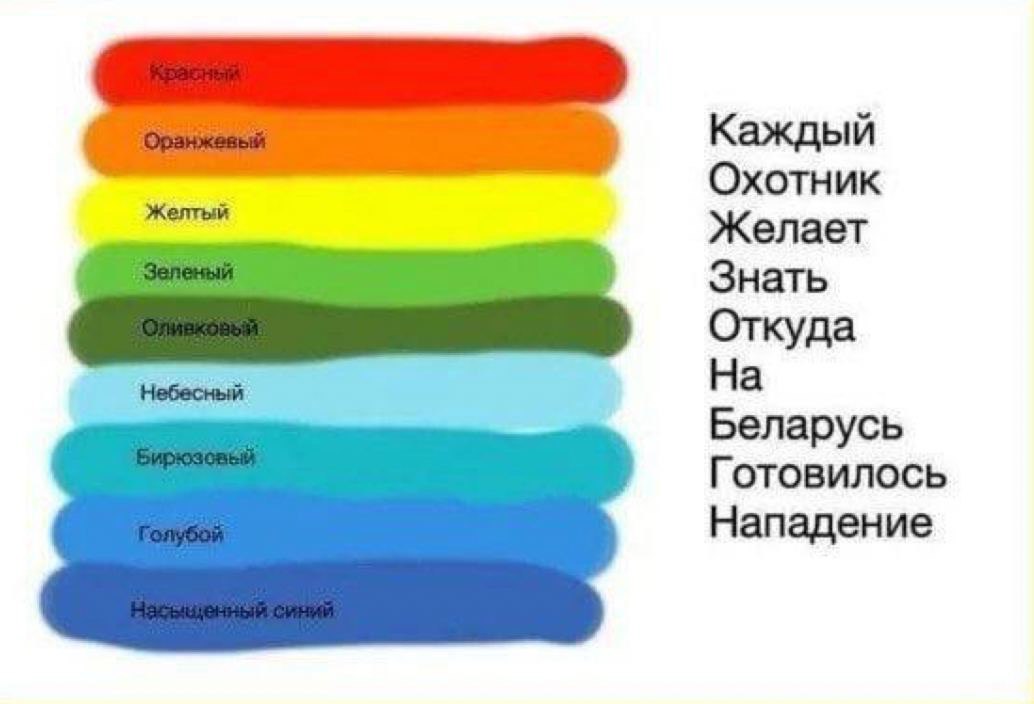 Красный
Оранжевый
Желтый
Зеленый
Оливковый
Небесный
Бирюзовый
Голубой
Насыщенный синий
Каждый
Охотник
Желает
Знать
Откуда
На
Беларусь
Готовилось
Нападение